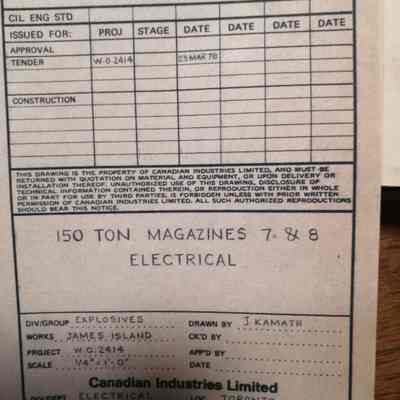 CIL ENG STD
ISSUED FOR: PROJ STAGE DATE DATE DATE DATE
APPROVAL
TENDER W.O. 2414 23 MAR 70
CONSTRUCTION
THIS DRAWING IS THE PROPERTY OF CANADIAN INDUSTRIES LIMITED, AND MUST BE
RETURNED WITH QUOTATION ON MATERIAL AND EQUIPMENT, OR UPON DELIVERY OR
INSTALLATION THEREOF. UNAUTHORIZED USE OF THIS DRAWING, DISCLOSURE OF
TECHNICAL INFORMATION CONTAINED THEREIN, OR REPRODUCTION EITHER IN WHOLE
OR IN PART FOR USE BY THIRD PARTIES, IS FORBIDDEN UNLESS WITH PRIOR WRITTEN
PERMISSION OF CANADIAN INDUSTRIES LIMITED. ALL SUCH AUTHORIZED REPRODUCTIONS
SHOULD BEAR THIS NOTICE.
150 TON MAGAZINES 7 & 8
ELECTRICAL
DIV/GROUP EXPLOSIVES DRAWN BY J. KAMATH
WORKS JAMES ISLAND CK'D BY
PROJECT W.O. 2414 APP'D BY
SCALE 1/4" = 1'-0" DATE
Canadian Industries Limited
ELECTRICAL TORONTO